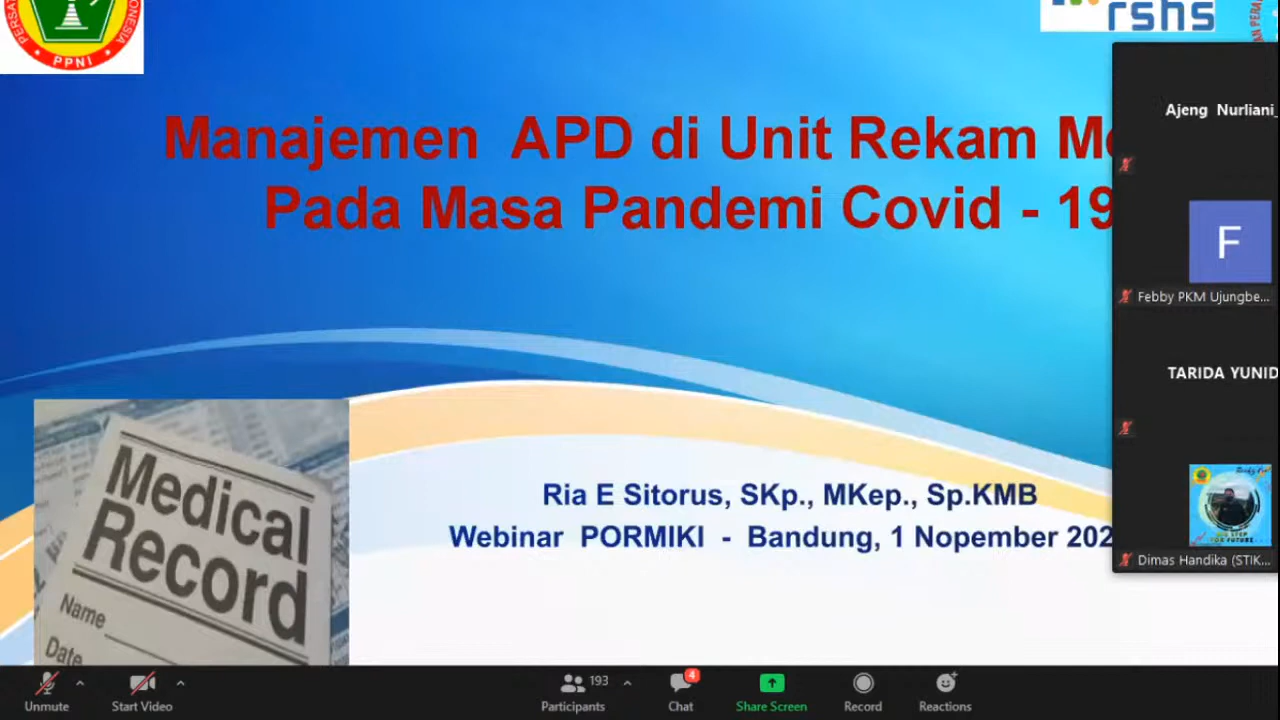 PPNI
rshs
Manajemen APD di Unit Rekam
Pada Masa Pandemi Covid - 19
Ajeng Nurliani
F
Febby PKM Ujungbe...
TARIDA YUNID
Dimas Handika (STIK...
Medical
Record
Name
Date
Ria E Sitorus, SKp., MKep., Sp.KMB
Webinar PORMIKI - Bandung, 1 Nopember 202
Unmute
Start Video
193
Participants
4
Chat
Share Screen
Record
Reactions